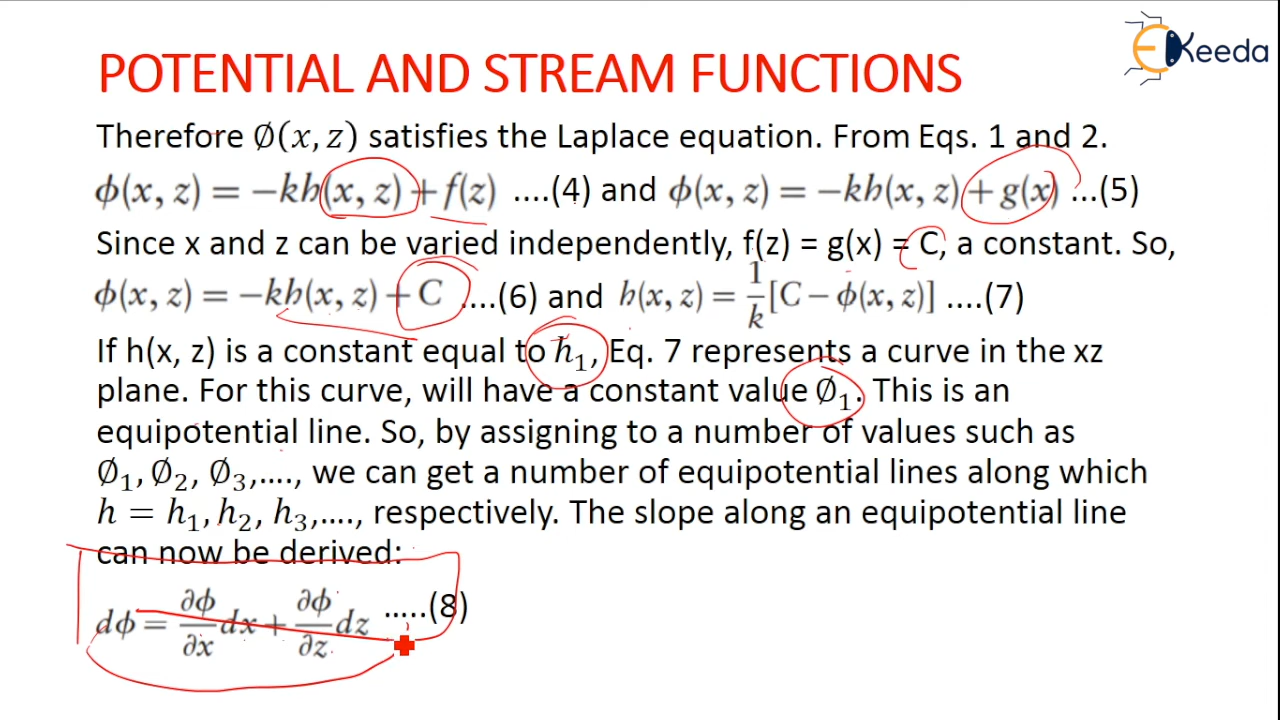 EKeeda
POTENTIAL AND STREAM FUNCTIONS
Therefore ∅(x, z) satisfies the Laplace equation. From Eqs. 1 and 2.
ϕ(x, z) = −kh(x, z) + f(z) ....(4) and ϕ(x, z) = −kh(x, z) + g(x) ...(5)
Since x and z can be varied independently, f(z) = g(x) = C, a constant. So,
ϕ(x, z) = −kh(x, z) + C ....(6) and h(x, z) = 1/k [C − ϕ(x, z)] ....(7)
If h(x, z) is a constant equal to h₁, Eq. 7 represents a curve in the xz
plane. For this curve, will have a constant value ∅₁. This is an
equipotential line. So, by assigning to a number of values such as
∅₁, ∅₂, ∅₃,...., we can get a number of equipotential lines along which
h = h₁, h₂, h₃,...., respectively. The slope along an equipotential line
can now be derived:
dϕ = ∂ϕ/∂x dx + ∂ϕ/∂z dz .....(8)